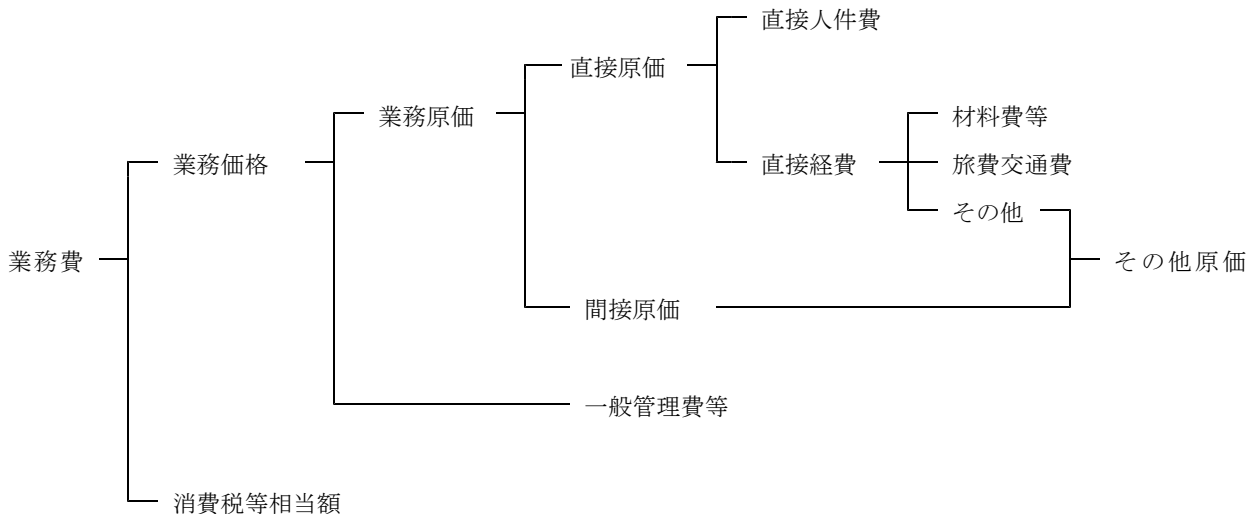 直接人件費
直接原価
業務原価
材料費等
業務価格
直接経費
旅費交通費
その他
業務費
その他原価
間接原価
一般管理費等
消費税等相当額